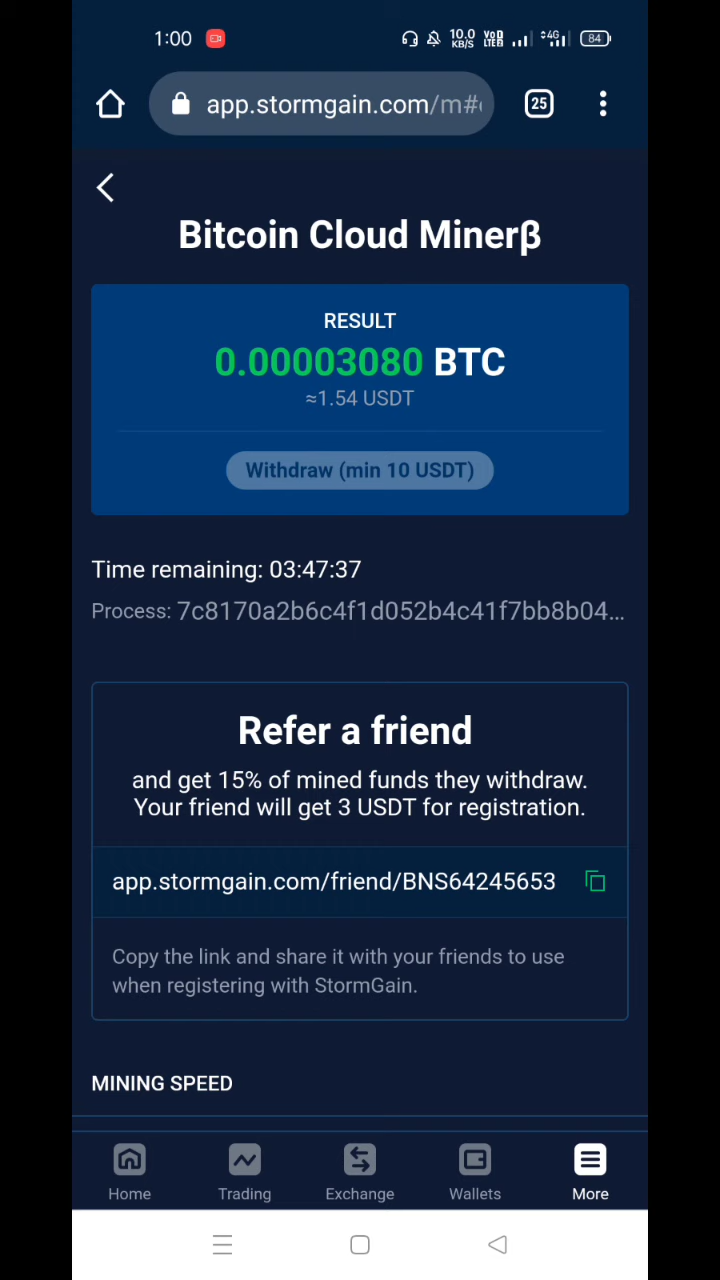 1:00
10.0 KB/S
VoD LTE2
4G
84
app.stormgain.com/m#
25
Bitcoin Cloud Minerβ
RESULT
0.00003080 BTC
≈1.54 USDT
Withdraw (min 10 USDT)
Time remaining: 03:47:37
Process: 7c8170a2b6c4f1d052b4c41f7bb8b04...
Refer a friend
and get 15% of mined funds they withdraw.
Your friend will get 3 USDT for registration.
app.stormgain.com/friend/BNS64245653
Copy the link and share it with your friends to use
when registering with StormGain.
MINING SPEED
Home
Trading
Exchange
Wallets
More